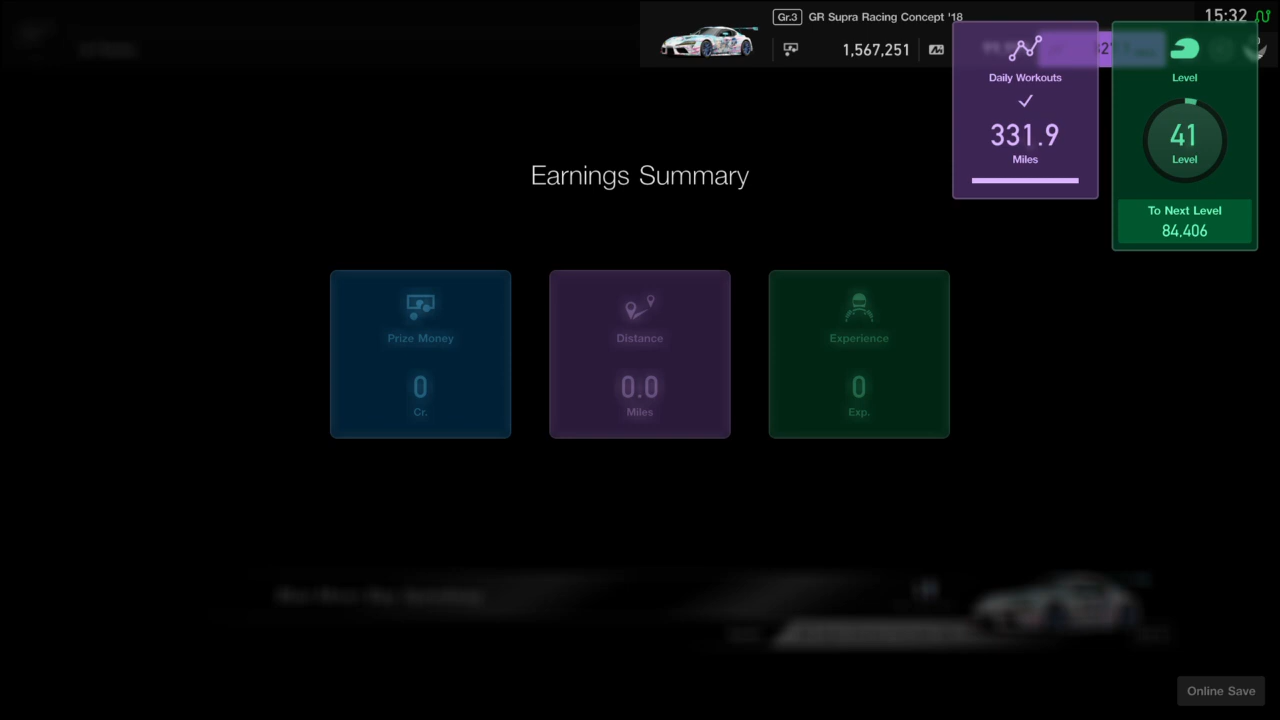 Gr.3 GR Supra Racing Concept '18
15:32
1,567,251
Daily Workouts
331.9
Miles
Level
41
Level
To Next Level
84,406
Earnings Summary
Prize Money
0
Cr.
Distance
0.0
Miles
Experience
0
Exp.
Online Save